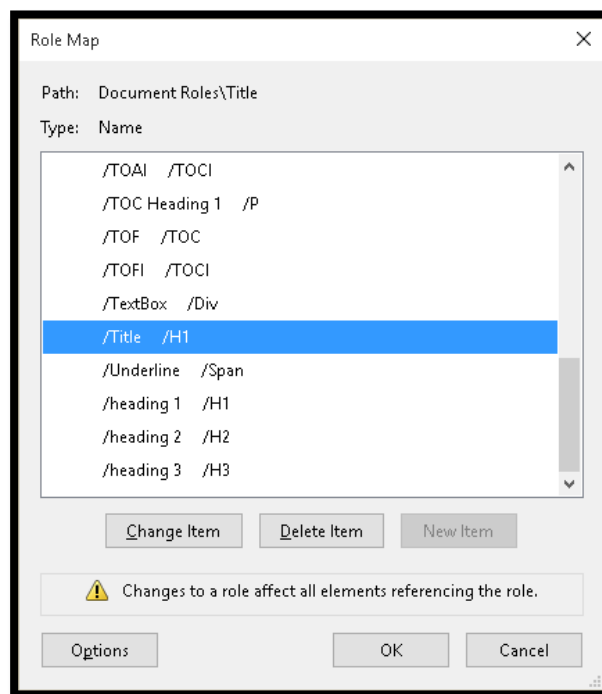 Role Map
Path: Document Roles\Title
Type: Name
/TOAI /TOCI
/TOC Heading 1 /P
/TOF /TOC
/TOFI /TOCI
/TextBox /Div
/Title /H1
/Underline /Span
/heading 1 /H1
/heading 2 /H2
/heading 3 /H3
Change Item Delete Item New Item
Changes to a role affect all elements referencing the role.
Options OK Cancel